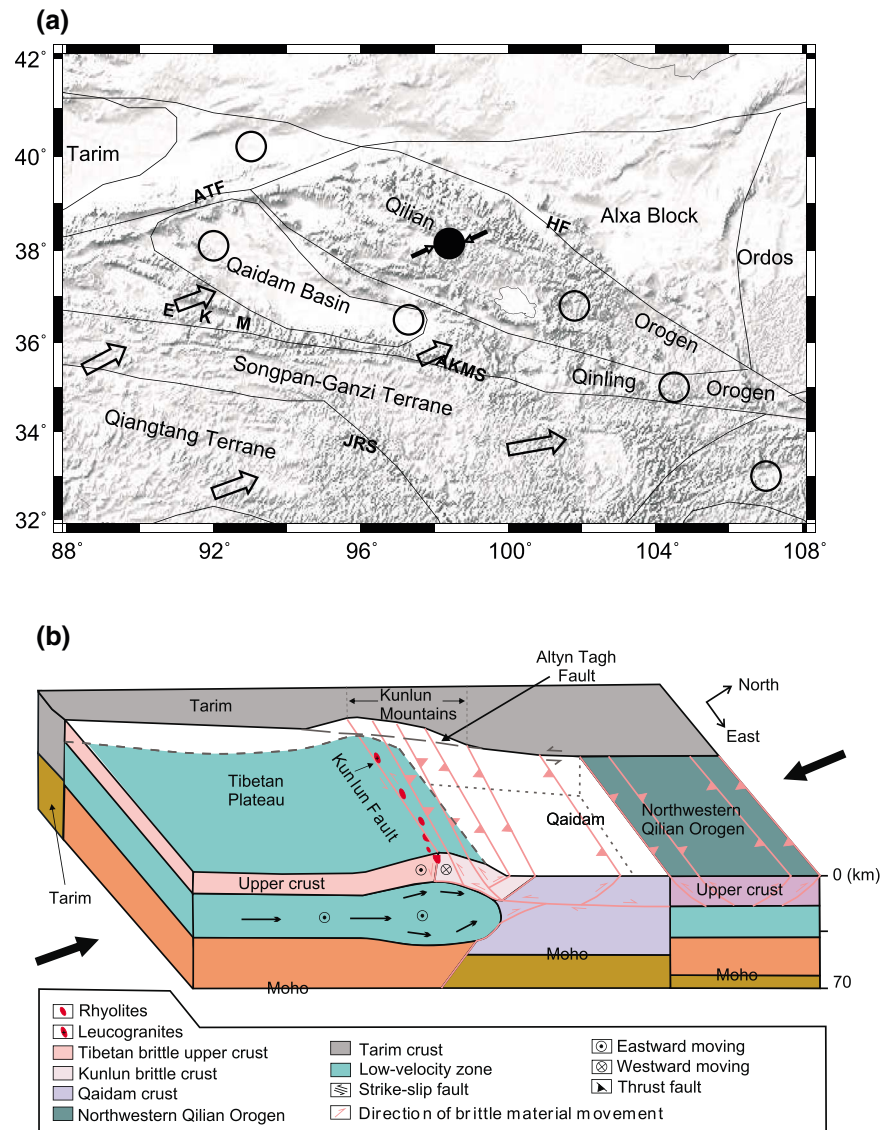 (a)
42°
40°
38°
36°
34°
32°
88°
92°
96°
100°
104°
108°
Tarim
ATF
Qilian
HF
Alxa Block
Ordos
Qaidam Basin
E K M
Orogen
AKMS
Qinling
Orogen
Songpan-Ganzi Terrane
Qiangtang Terrane
JRS
(b)
Altyn Tagh
Fault
Tarim
Kunlun
Mountains
North
East
Tibetan
Plateau
Kunlun Fault
Qaidam
Northwestern
Qilian Orogen
Tarim
Upper crust
Upper crust
0 (km)
Moho
Moho
Moho
70
Rhyolites
Leucogranites
Tibetan brittle upper crust
Kunlun brittle crust
Qaidam crust
Northwestern Qilian Orogen
Tarim crust
Low-velocity zone
Strike-slip fault
Direction of brittle material movement
Eastward moving
Westward moving
Thrust fault